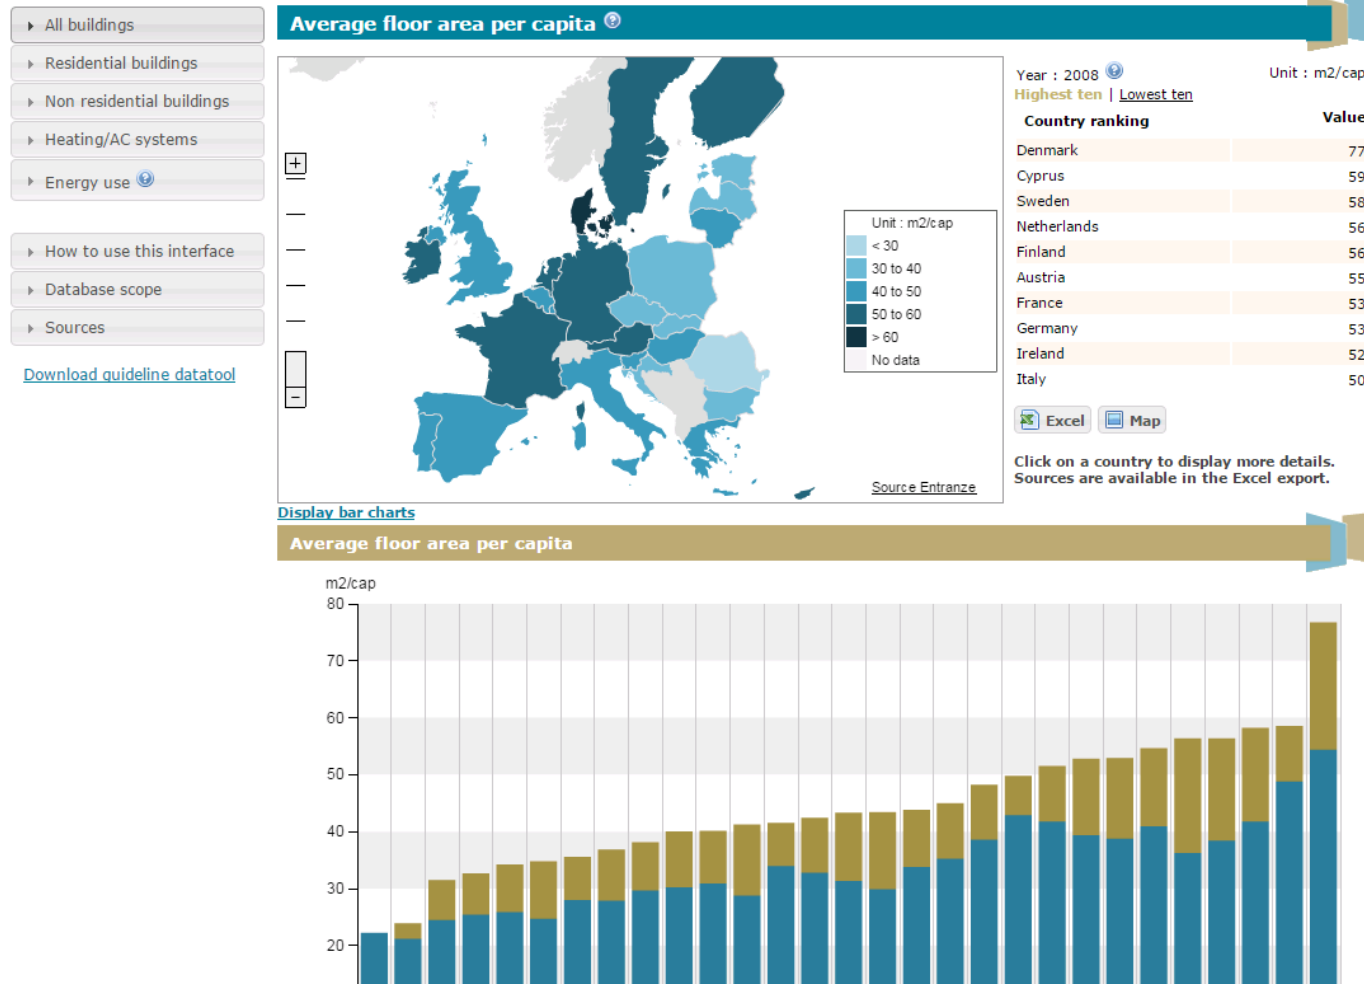 All buildings
Residential buildings
Non residential buildings
Heating/AC systems
Energy use ?
How to use this interface
Database scope
Sources
Download guideline datatool
Average floor area per capita ?
+
−
Unit : m2/cap
< 30
30 to 40
40 to 50
50 to 60
> 60
No data
Source Entranze
Year : 2008 ? Unit : m2/cap
Highest ten | Lowest ten
Country ranking Value
Denmark 77
Cyprus 59
Sweden 58
Netherlands 56
Finland 56
Austria 55
France 53
Germany 53
Ireland 52
Italy 50
Excel Map
Click on a country to display more details.
Sources are available in the Excel export.
Display bar charts
Average floor area per capita
m2/cap
80
70
60
50
40
30
20